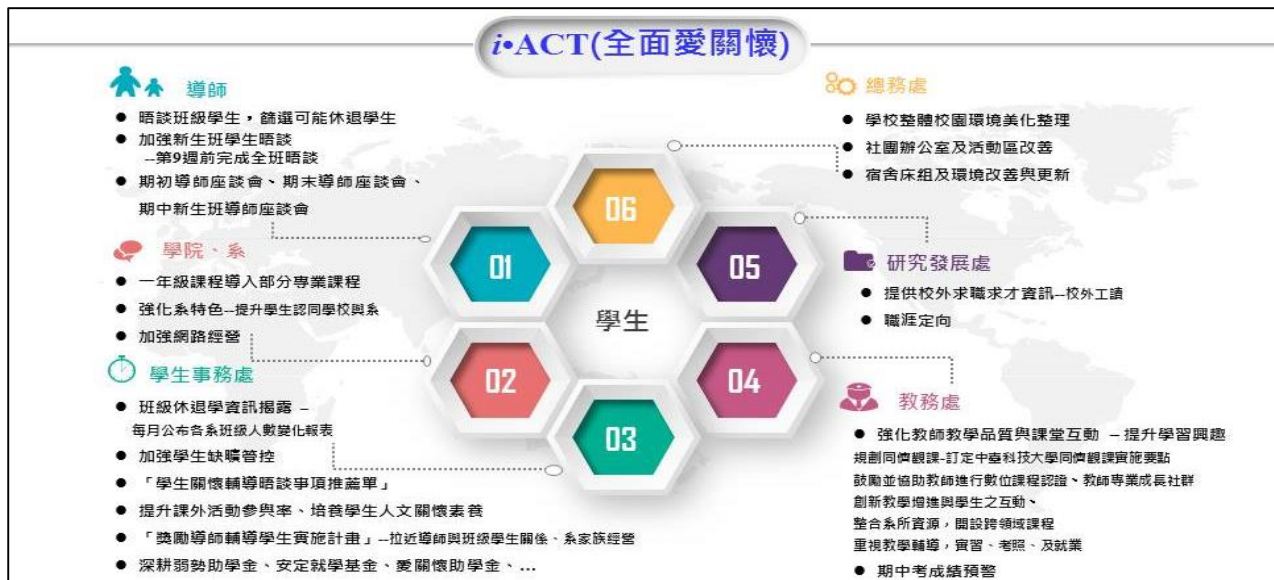 i•ACT(全面愛關懷)
導師
● 晤談班級學生，篩選可能休退學生
● 加強新生班學生晤談
--第9週前完成全班晤談
● 期初導師座談會、期末導師座談會、
期中新生班導師座談會
學院、系
● 一年級課程導入部分專業課程
● 強化系特色--提升學生認同學校與系
● 加強網路經營
學生事務處
● 班級休退學資訊揭露 –
每月公布各系班級人數變化報表
● 加強學生缺曠管控
● 「學生關懷輔導晤談事項推薦單」
● 提升課外活動參與率、培養學生人文關懷素養
● 「獎勵導師輔導學生實施計畫」--拉近導師與班級學生關係、系家族經營
● 深耕弱勢助學金、安定就學基金、愛關懷助學金、...
06
01
05
學生
02
04
03
總務處
● 學校整體校園環境美化整理
● 社團辦公室及活動區改善
● 宿舍床組及環境改善與更新
研究發展處
● 提供校外求職求才資訊--校外工讀
● 職涯定向
教務處
● 強化教師教學品質與課堂互動 – 提升學習興趣
規劃同儕觀課-訂定中臺科技大學同儕觀課實施要點
鼓勵並協助教師進行數位課程認證、教師專業成長社群
創新教學增進與學生之互動、
整合系所資源，開設跨領域課程
重視教學輔導，實習、考照、及就業
● 期中考成績預警